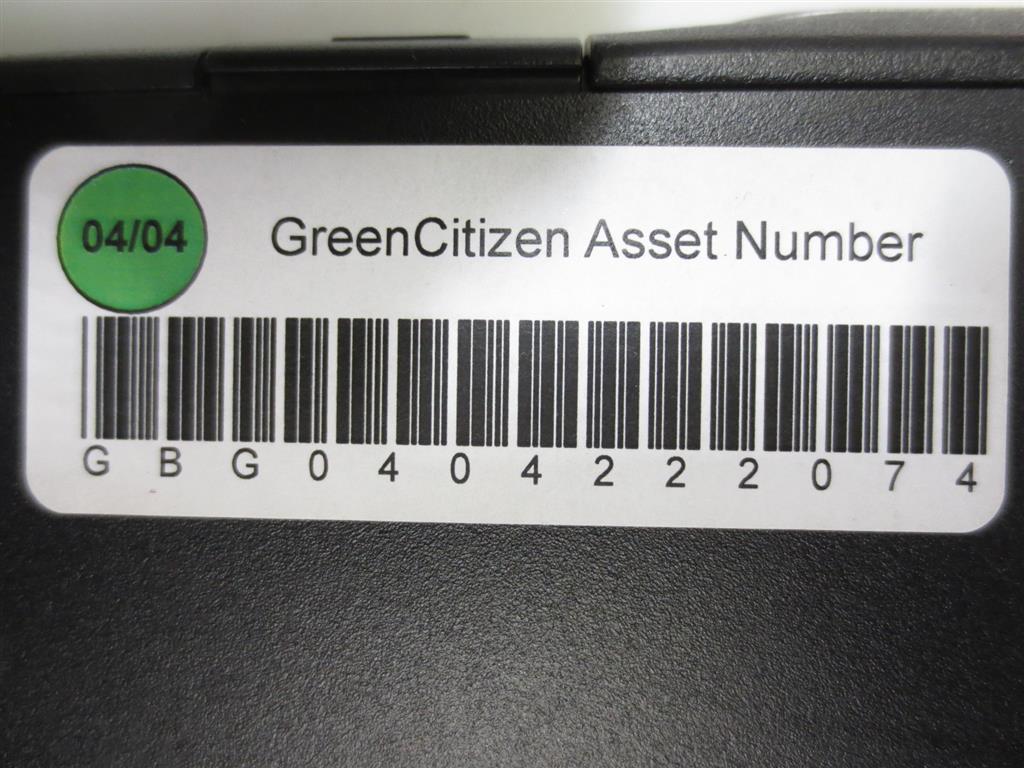 04/04
GreenCitizen Asset Number
G B G 0 4 0 4 2 2 2 0 7 4